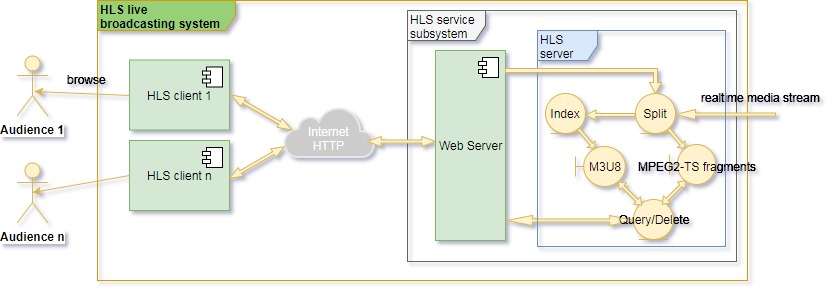 HLS live
broadcasting system
HLS service
subsystem
HLS
server
browse
HLS client 1
Audience 1
Internet
HTTP
Web Server
Index
Split
realtime media stream
HLS client n
M3U8
MPEG2-TS fragments
Query/Delete
Audience n